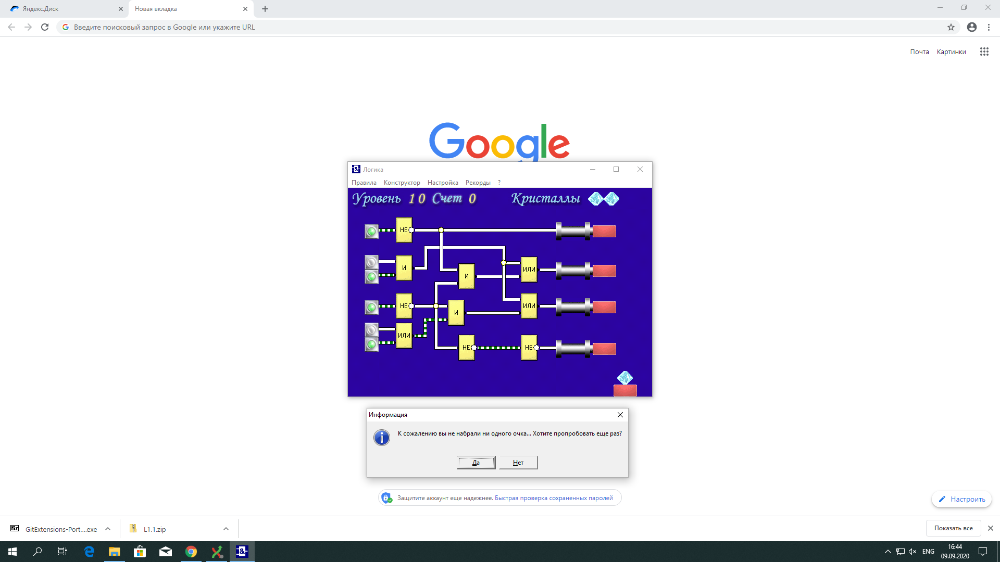 Яндекс.Диск
Новая вкладка
Введите поисковый запрос в Google или укажите URL
Почта Картинки
Google
Логика
Правила Конструктор Настройка Рекорды ?
Уровень 10 Счет 0 Кристаллы
НЕ
И
И
ИЛИ
НЕ
И
ИЛИ
ИЛИ
НЕ
НЕ
Информация
К сожалению вы не набрали ни одного очка... Хотите пропробовать еще раз?
Да Нет
Защитите аккаунт еще надежнее. Быстрая проверка сохраненных паролей
Настроить
GitExtensions-Port....exe
L1.1.zip
Показать все
ENG
16:44
09.09.2020